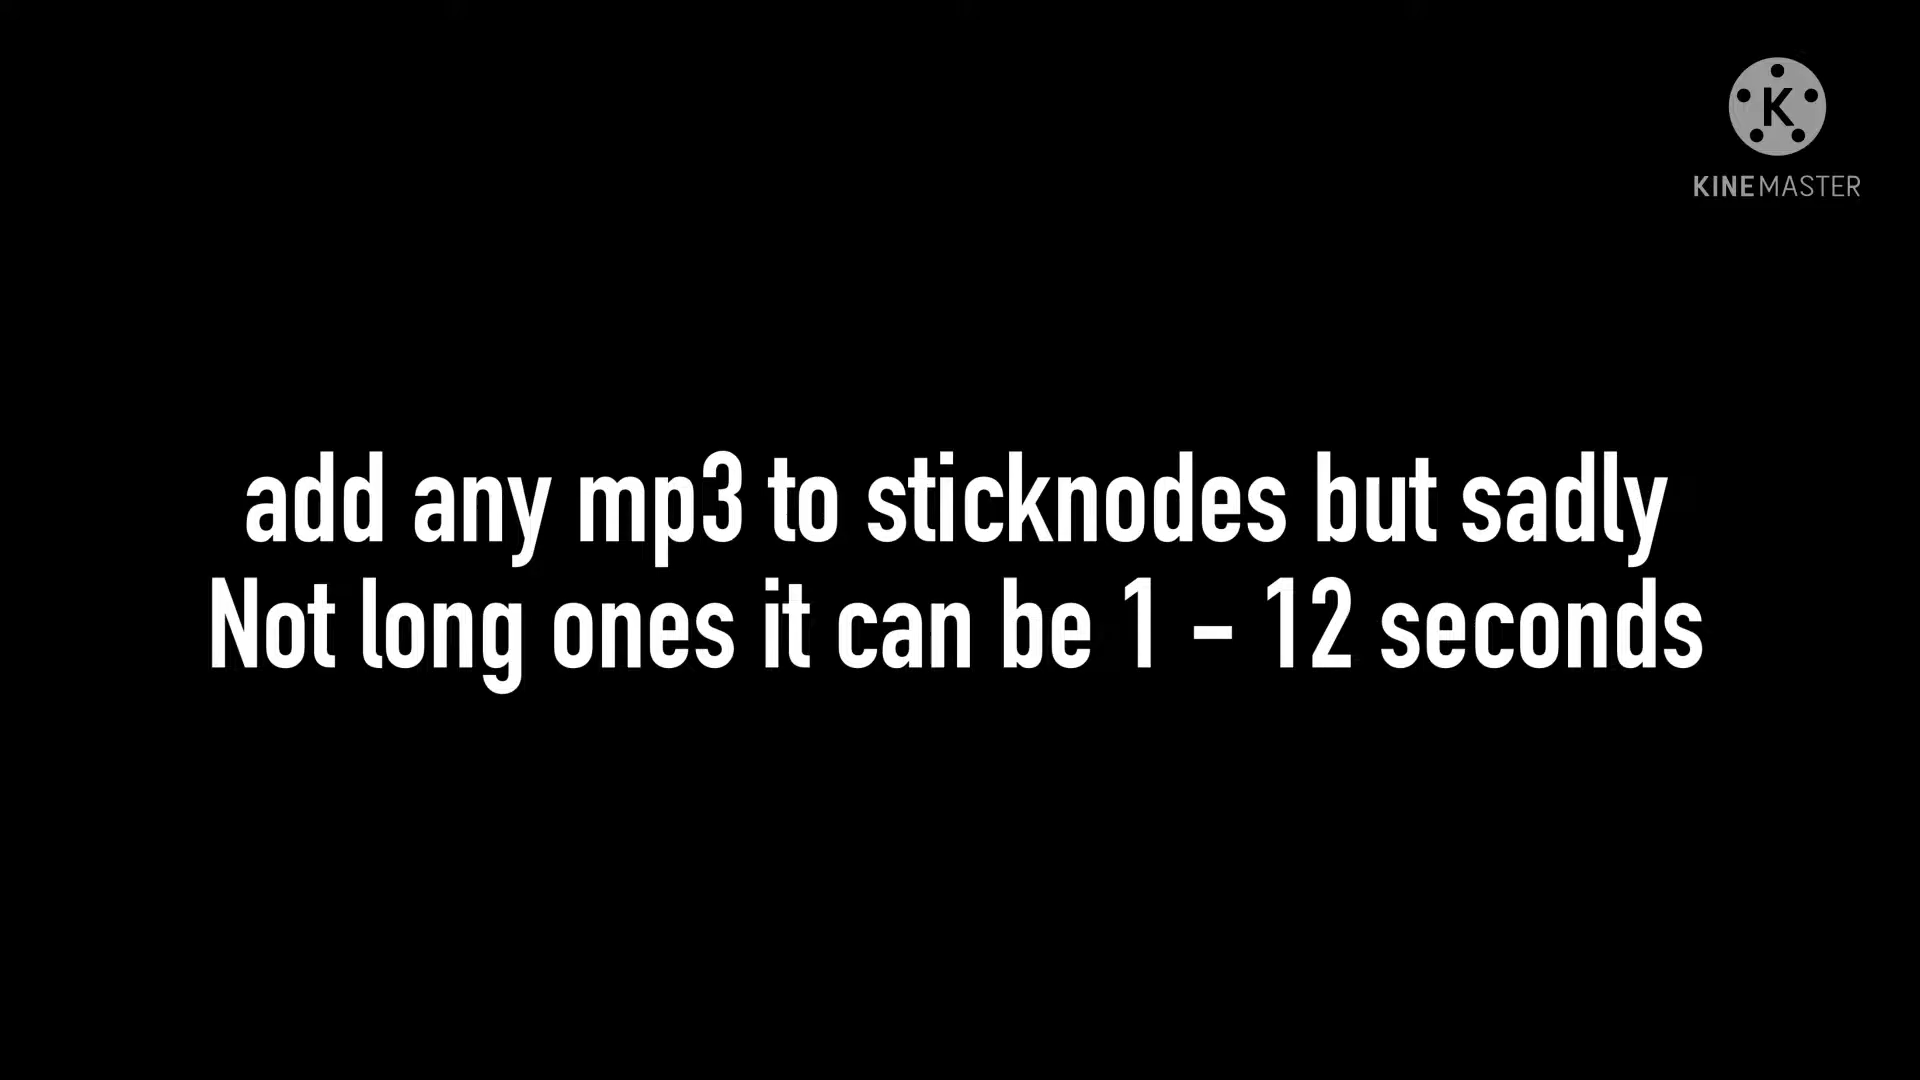 K
KINEMASTER
add any mp3 to sticknodes but sadly
Not long ones it can be 1 - 12 seconds